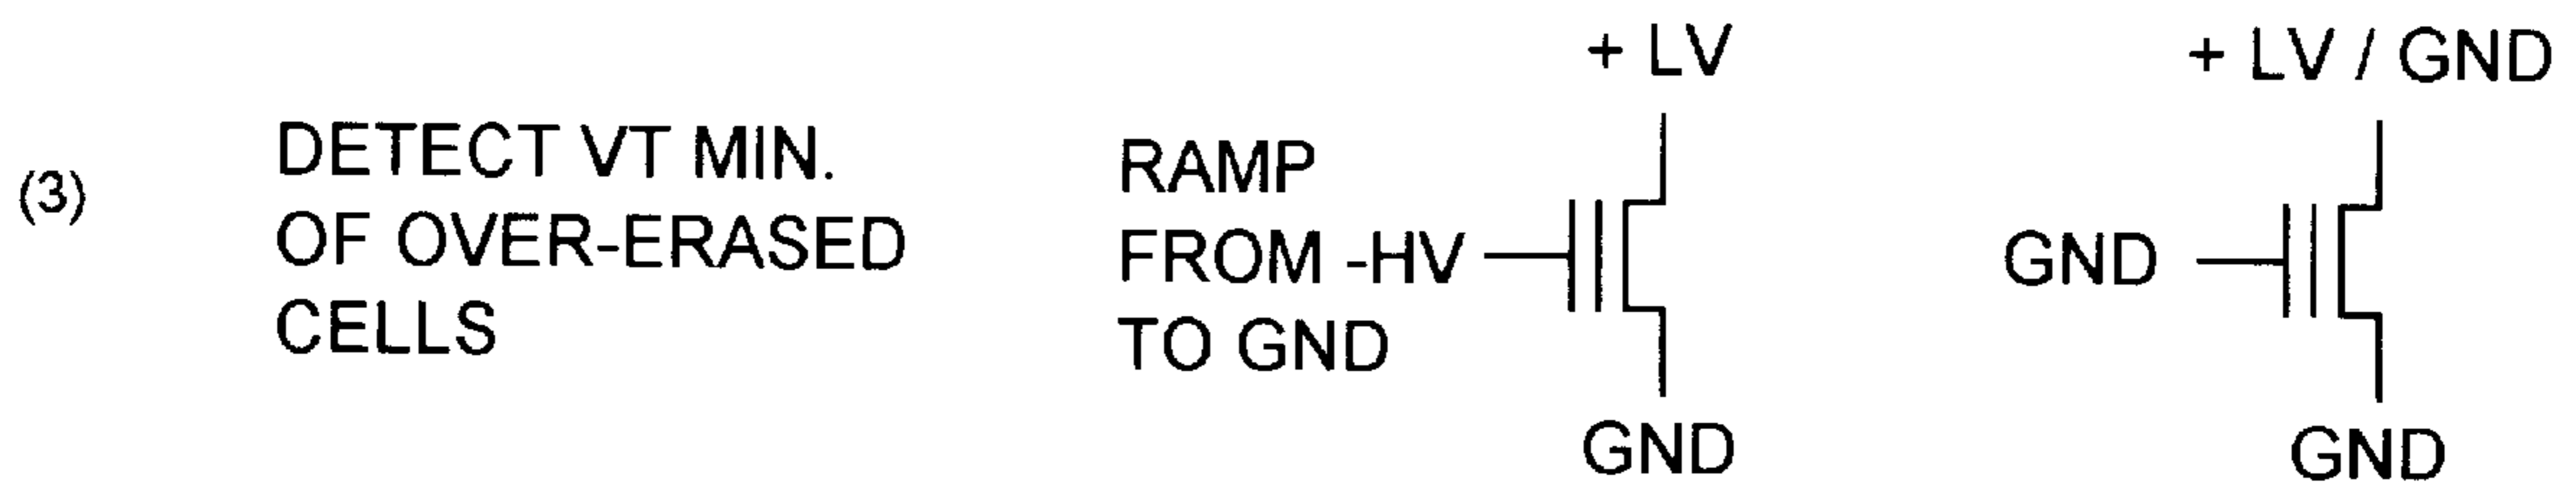 (3)
DETECT VT MIN.
OF OVER-ERASED
CELLS
+ LV
RAMP
FROM -HV
TO GND
GND
+ LV / GND
GND
GND